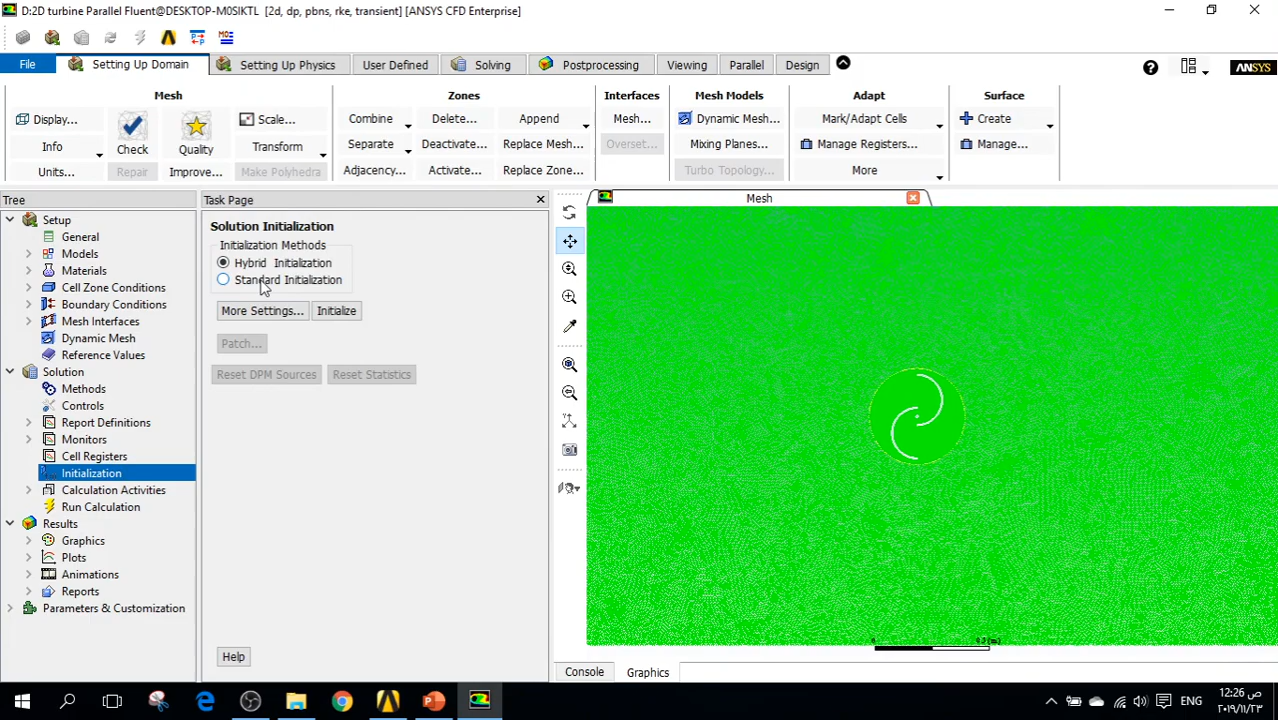 D:2D turbine Parallel Fluent@DESKTOP-M0SIKTL [2d, dp, pbns, rke, transient] [ANSYS CFD Enterprise]
File
Setting Up Domain
Setting Up Physics
User Defined
Solving
Postprocessing
Viewing
Parallel
Design
ANSYS
Mesh
Zones
Interfaces
Mesh Models
Adapt
Surface
Display...
Info
Units...
Check
Repair
Quality
Improve...
Scale...
Transform
Make Polyhedra
Combine
Separate
Adjacency...
Delete...
Deactivate...
Activate...
Append
Replace Mesh...
Replace Zone...
Mesh...
Overset...
Dynamic Mesh...
Mixing Planes...
Turbo Topology...
Mark/Adapt Cells
Manage Registers...
More
Create
Manage...
Tree
Setup
General
Models
Materials
Cell Zone Conditions
Boundary Conditions
Mesh Interfaces
Dynamic Mesh
Reference Values
Solution
Methods
Controls
Report Definitions
Monitors
Cell Registers
Initialization
Calculation Activities
Run Calculation
Results
Graphics
Plots
Animations
Reports
Parameters & Customization
Task Page
Solution Initialization
Initialization Methods
Hybrid Initialization
Standard Initialization
More Settings...
Initialize
Patch...
Reset DPM Sources
Reset Statistics
Help
Mesh
0
Console
Graphics
ENG
12:26 ص
٢٠١٩/١١/٢٣